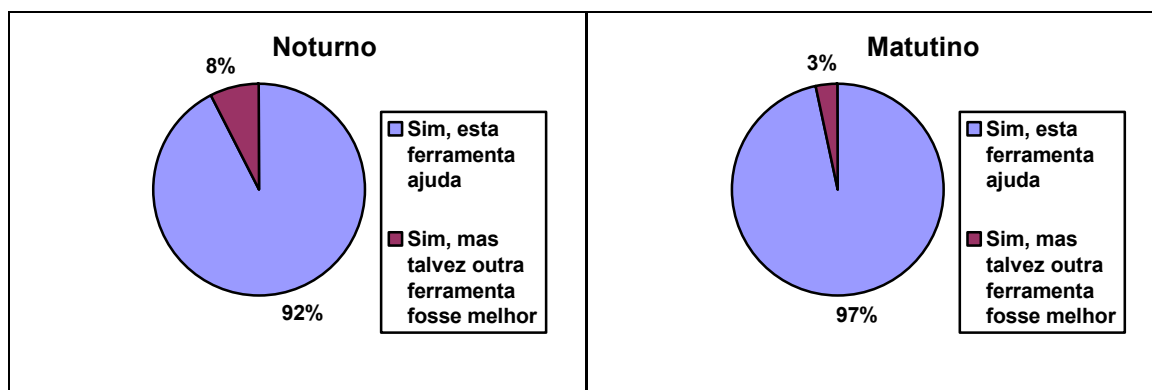 Noturno
8%
92%
Sim, esta
ferramenta
ajuda
Sim, mas
talvez outra
ferramenta
fosse melhor
Matutino
3%
97%
Sim, esta
ferramenta
ajuda
Sim, mas
talvez outra
ferramenta
fosse melhor